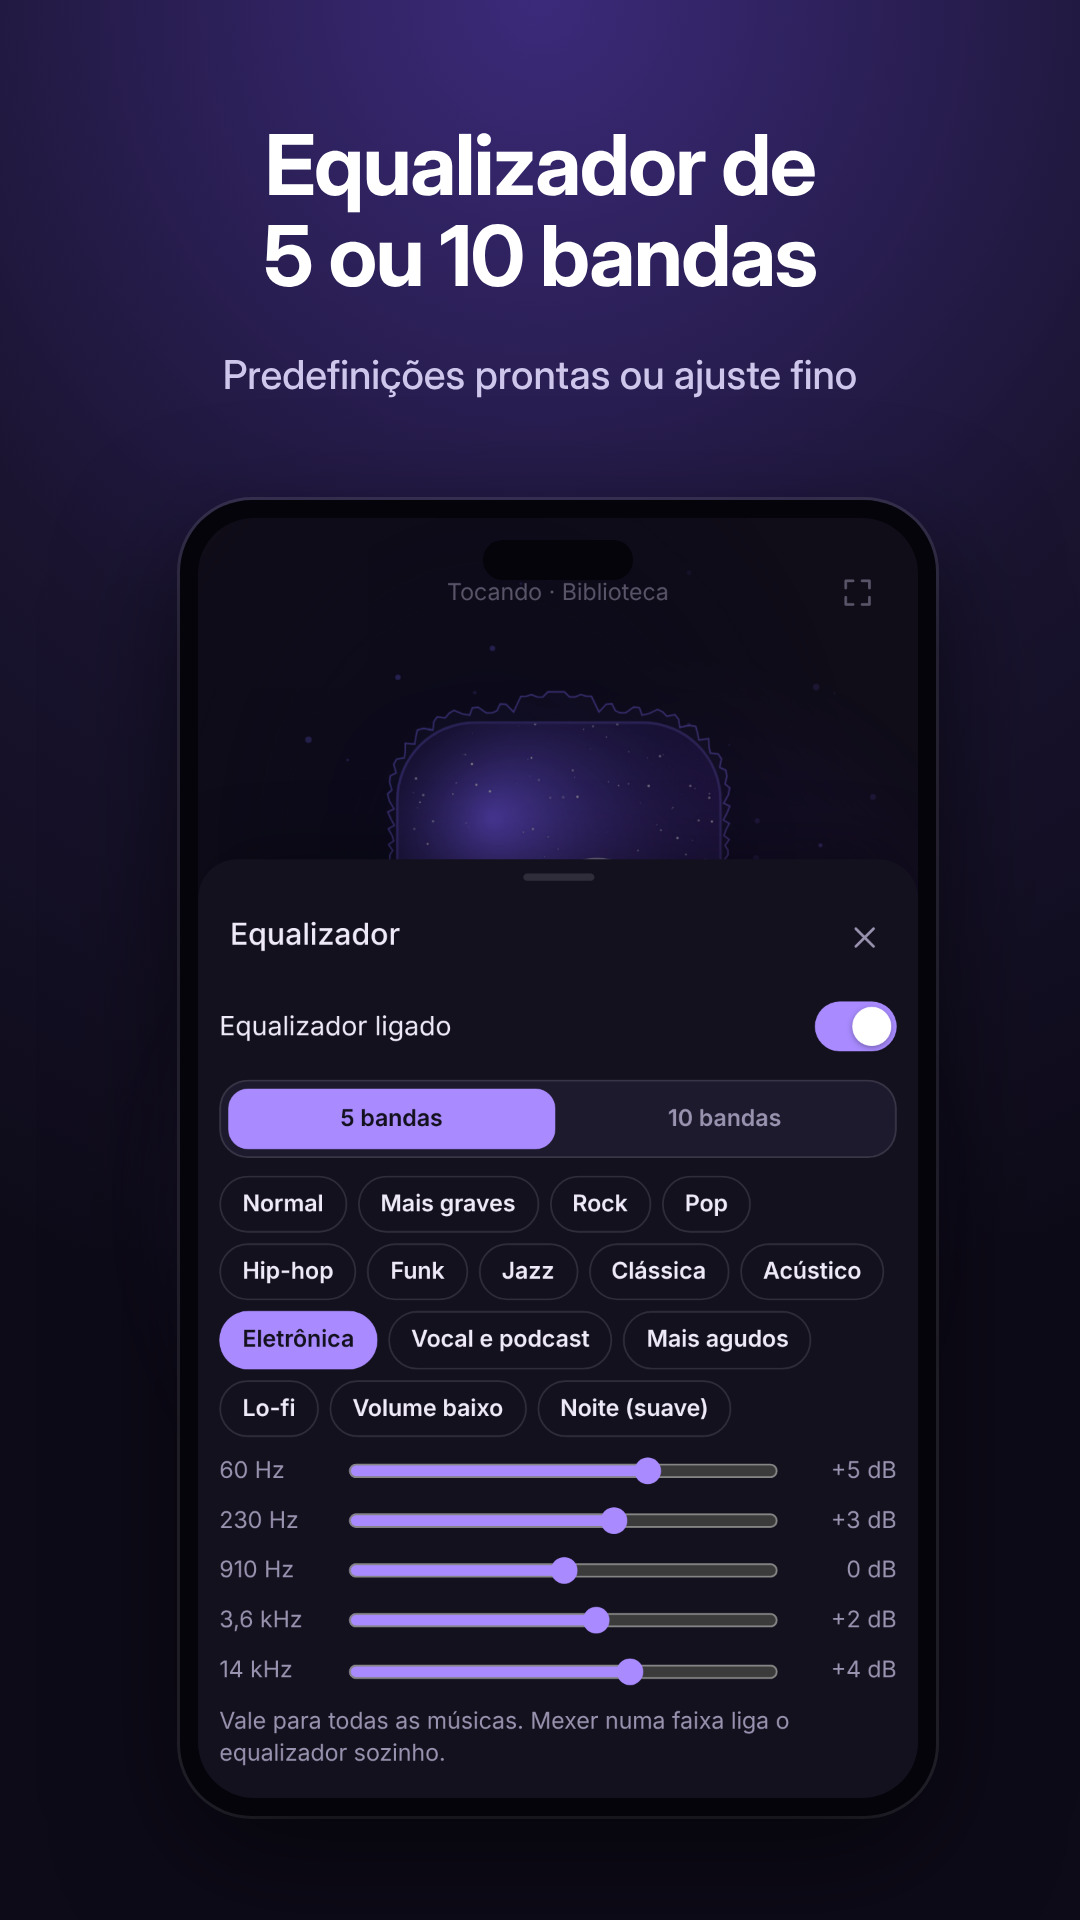 Equalizador de
5 ou 10 bandas
Predefinições prontas ou ajuste fino
Tocando · Biblioteca
Equalizador
Equalizador ligado
5 bandas 10 bandas
Normal Mais graves Rock Pop
Hip-hop Funk Jazz Clássica Acústico
Eletrônica Vocal e podcast Mais agudos
Lo-fi Volume baixo Noite (suave)
60 Hz +5 dB
230 Hz +3 dB
910 Hz 0 dB
3,6 kHz +2 dB
14 kHz +4 dB
Vale para todas as músicas. Mexer numa faixa liga o
equalizador sozinho.